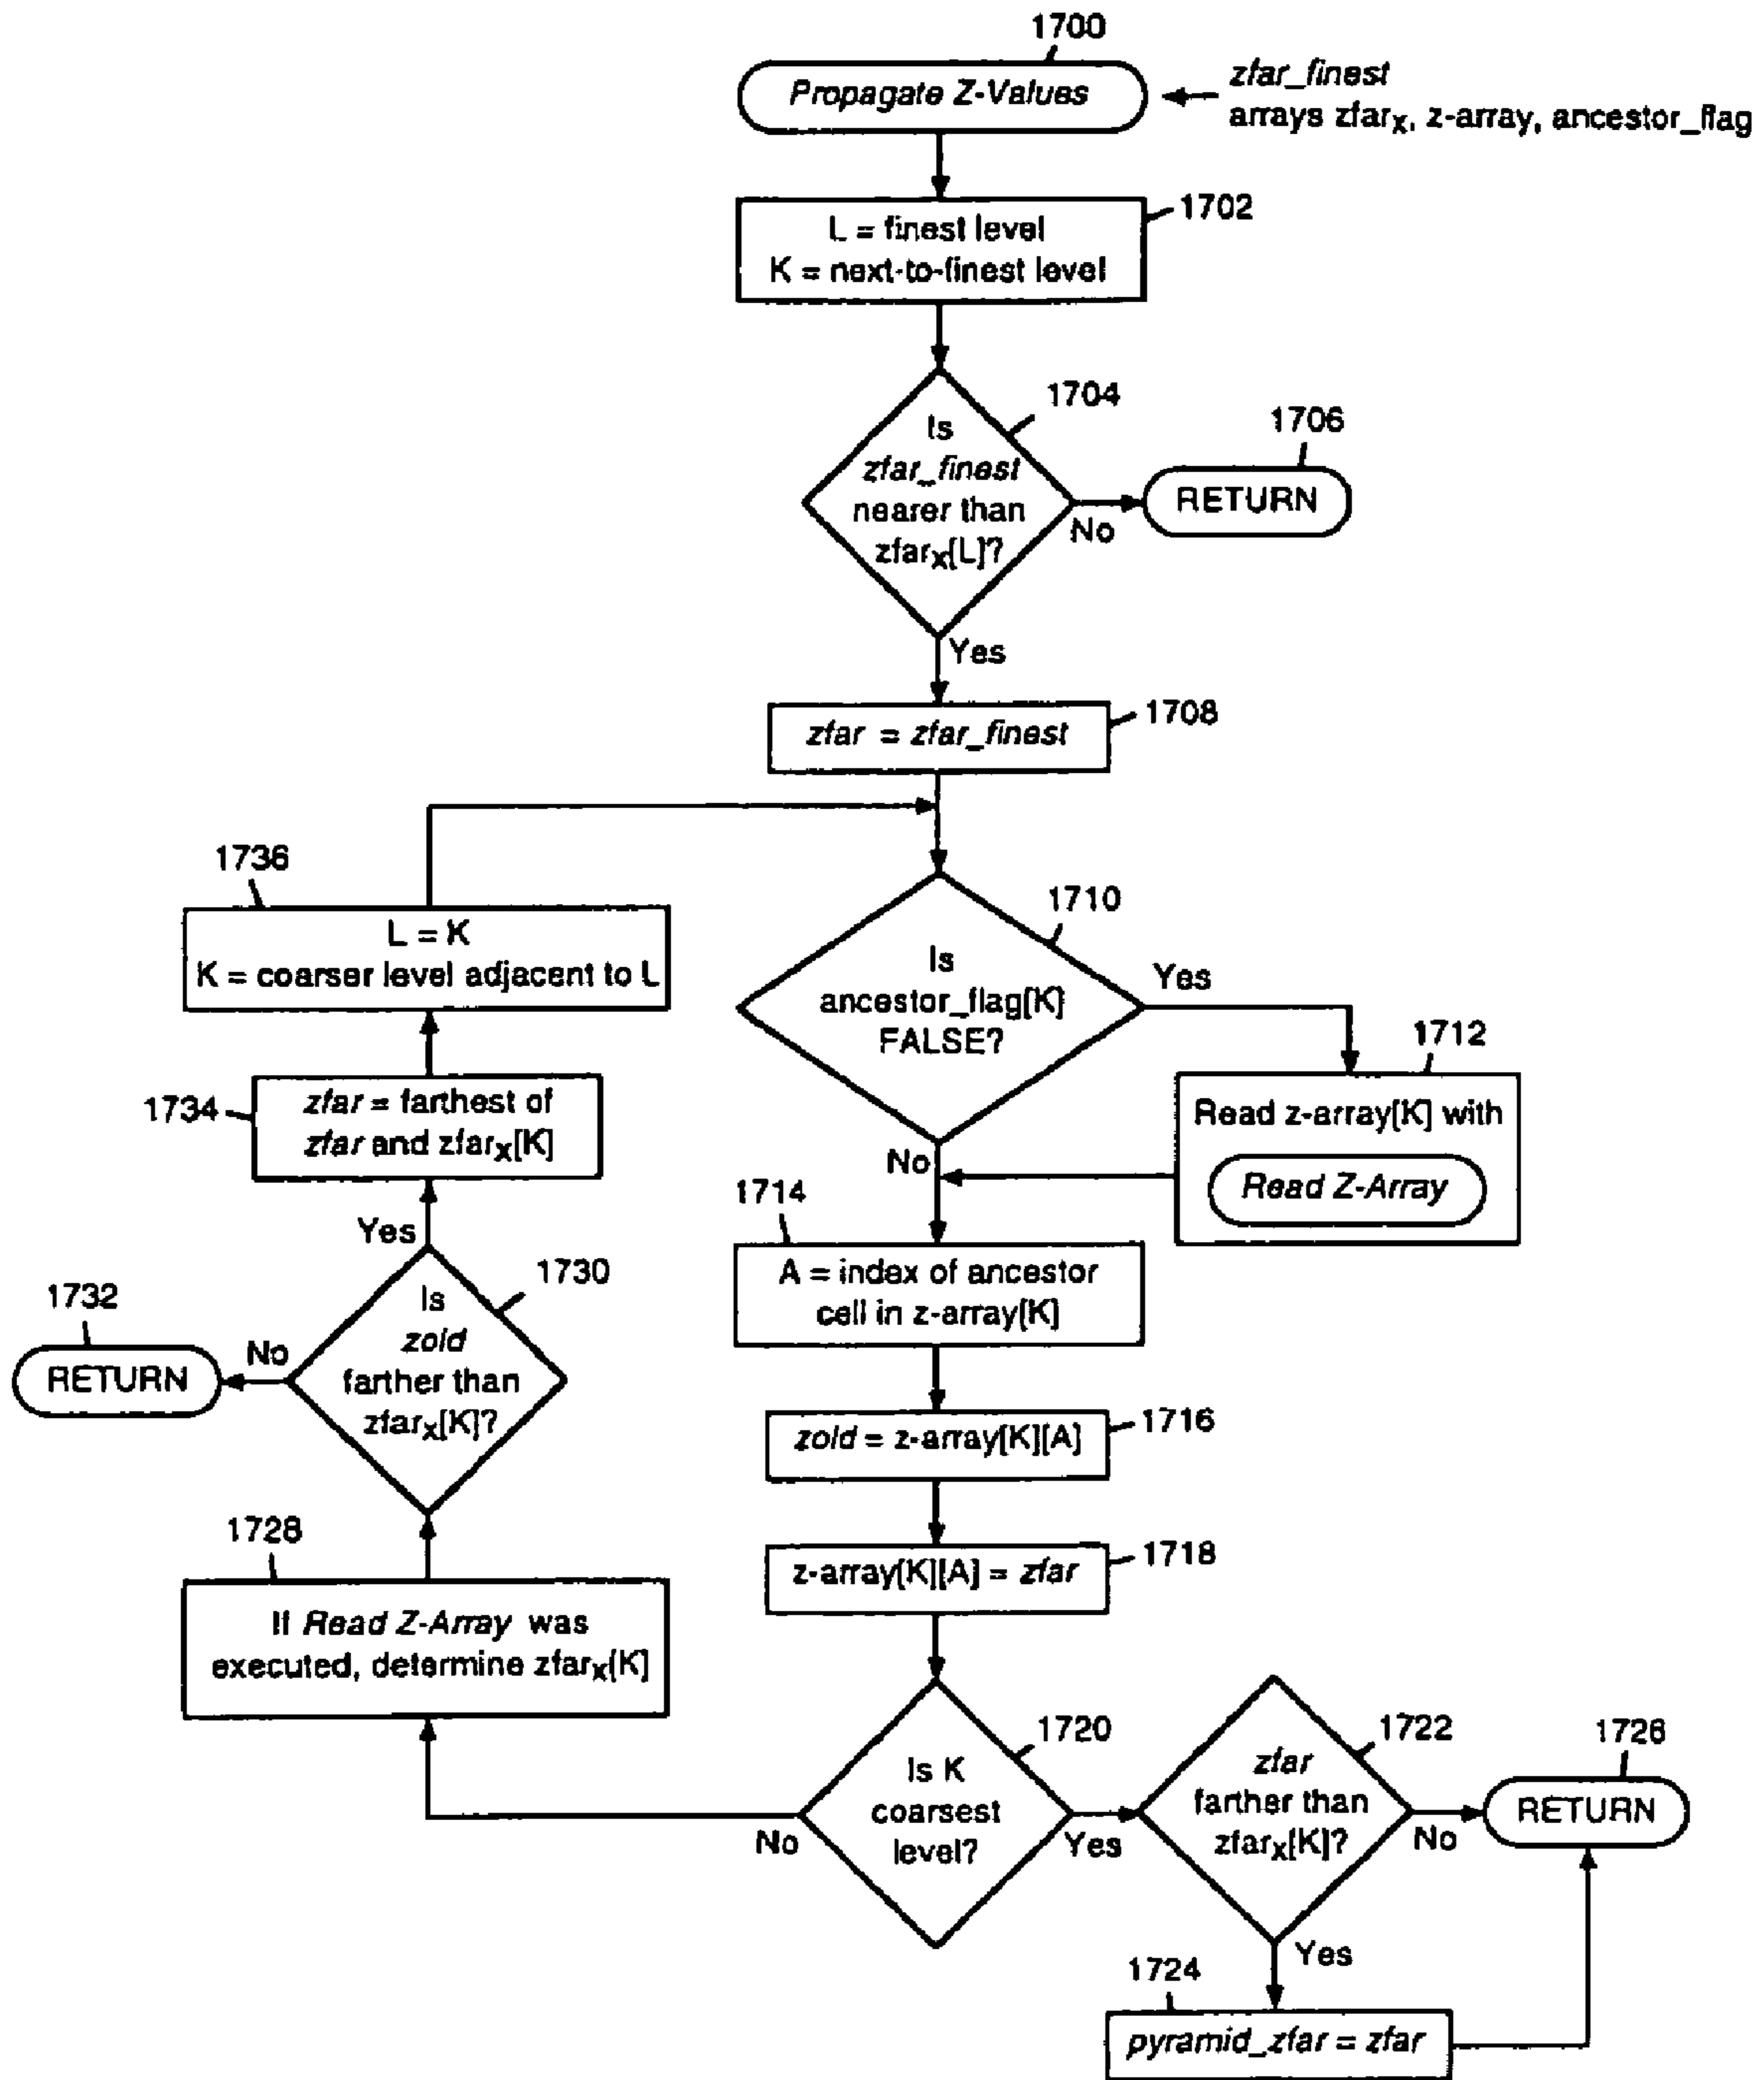 1700
Propagate Z-Values
zfar_finest
arrays zfarx, z-array, ancestor_flag
1702
L = finest level
K = next-to-finest level
1704
Is
zfar_finest
nearer than
zfarx[L]?
No
1706
RETURN
Yes
1708
zfar = zfar_finest
1736
L = K
K = coarser level adjacent to L
1710
Is
ancestor_flag[K]
FALSE?
Yes
1712
Read z-array[K] with
Read Z-Array
No
1734
zfar = farthest of
zfar and zfarx[K]
1714
A = index of ancestor
cell in z-array[K]
Yes
1730
Is
zold
farther than
zfarx[K]?
No
1732
RETURN
1716
zold = z-array[K][A]
1718
z-array[K][A] = zfar
1728
If Read Z-Array was
executed, determine zfarx[K]
1720
Is K
coarsest
level?
No
Yes
1722
zfar
farther than
zfarx[K]?
No
1726
RETURN
Yes
1724
pyramid_zfar = zfar